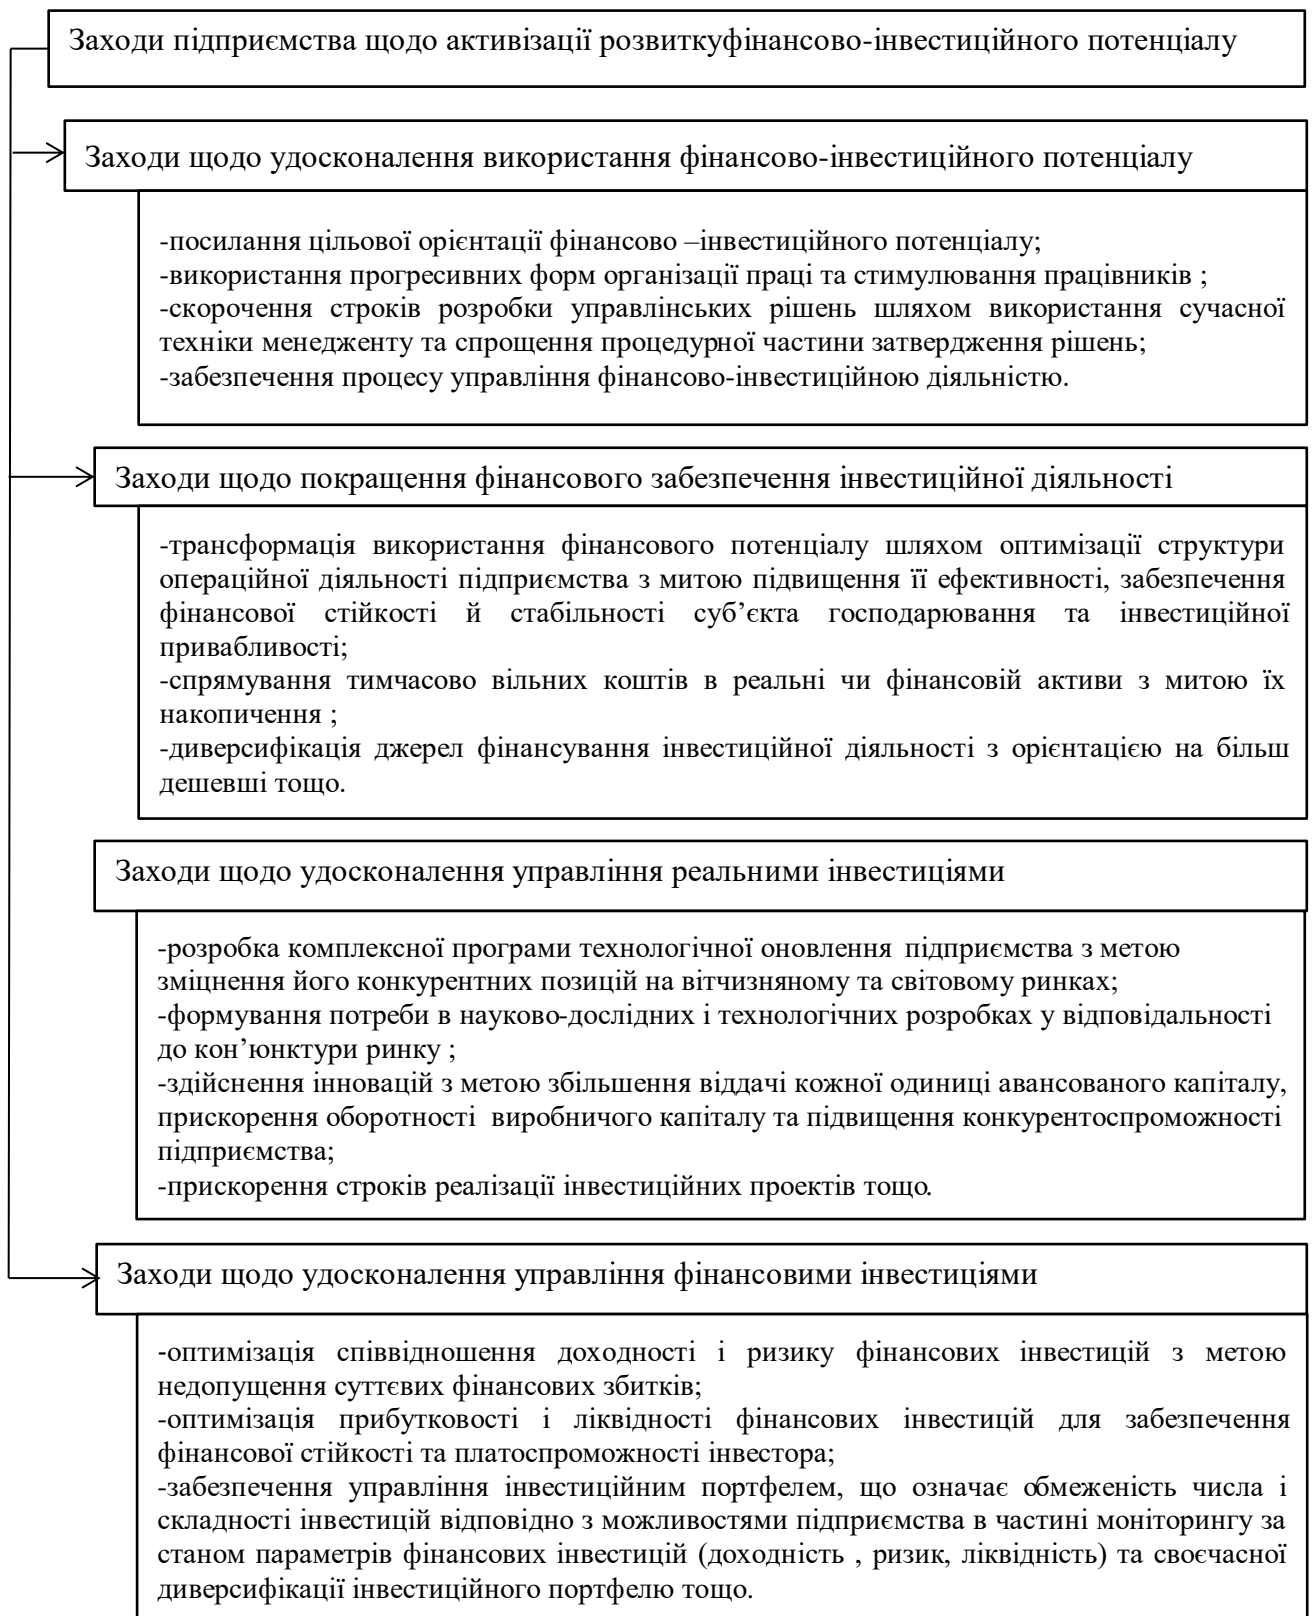 Заходи підприємства щодо активізації розвиткуфінансово-інвестиційного потенціалу
Заходи щодо удосконалення використання фінансово-інвестиційного потенціалу
-посилання цільової орієнтації фінансово –інвестиційного потенціалу;
-використання прогресивних форм організації праці та стимулювання працівників ;
-скорочення строків розробки управлінських рішень шляхом використання сучасної
техніки менедженту та спрощення процедурної частини затвердження рішень;
-забезпечення процесу управління фінансово-інвестиційною діяльністю.
Заходи щодо покращення фінансового забезпечення інвестиційної діяльності
-трансформація використання фінансового потенціалу шляхом оптимізації структури
операційної діяльності підприємства з митою підвищення її ефективності, забезпечення
фінансової стійкості й стабільності суб’єкта господарювання та інвестиційної
привабливості;
-спрямування тимчасово вільних коштів в реальні чи фінансовій активи з митою їх
накопичення ;
-диверсифікація джерел фінансування інвестиційної діяльності з орієнтацією на більш
дешевші тощо.
Заходи щодо удосконалення управління реальними інвестиціями
-розробка комплексної програми технологічної оновлення підприємства з метою
зміцнення його конкурентних позицій на вітчизняному та світовому ринках;
-формування потреби в науково-дослідних і технологічних розробках у відповідальності
до кон’юнктури ринку ;
-здійснення інновацій з метою збільшення віддачі кожної одиниці авансованого капіталу,
прискорення оборотності виробничого капіталу та підвищення конкурентоспроможності
підприємства;
-прискорення строків реалізації інвестиційних проектів тощо.
Заходи щодо удосконалення управління фінансовими інвестиціями
-оптимізація співвідношення доходності і ризику фінансових інвестицій з метою
недопущення суттєвих фінансових збитків;
-оптимізація прибутковості і ліквідності фінансових інвестицій для забезпечення
фінансової стійкості та платоспроможності інвестора;
-забезпечення управління інвестиційним портфелем, що означає обмеженість числа і
складності інвестицій відповідно з можливостями підприємства в частині моніторингу за
станом параметрів фінансових інвестицій (доходність , ризик, ліквідність) та своєчасної
диверсифікації інвестиційного портфелю тощо.